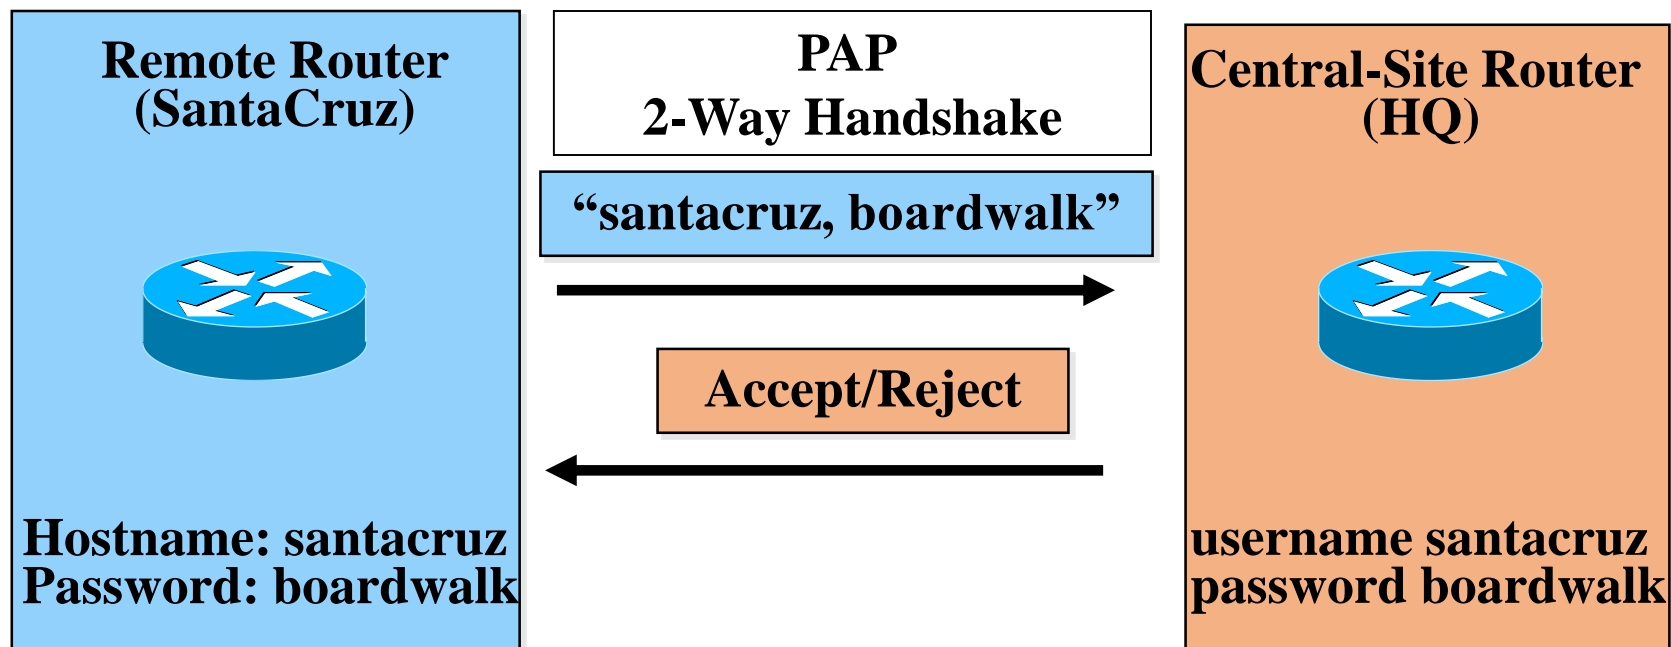 Remote Router
(SantaCruz)
PAP
2-Way Handshake
Central-Site Router
(HQ)
“santacruz, boardwalk”
Accept/Reject
Hostname: santacruz
Password: boardwalk
username santacruz
password boardwalk